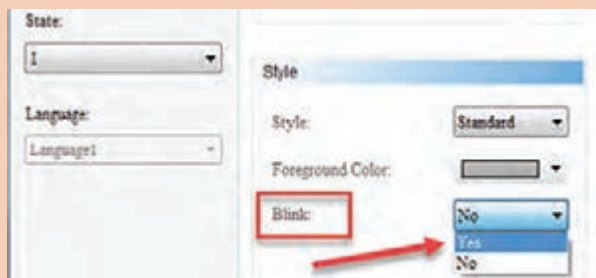 State:
1
Language:
Language1
Style
Style:
Standard
Foreground Color:
Blink:
No
Yes
No